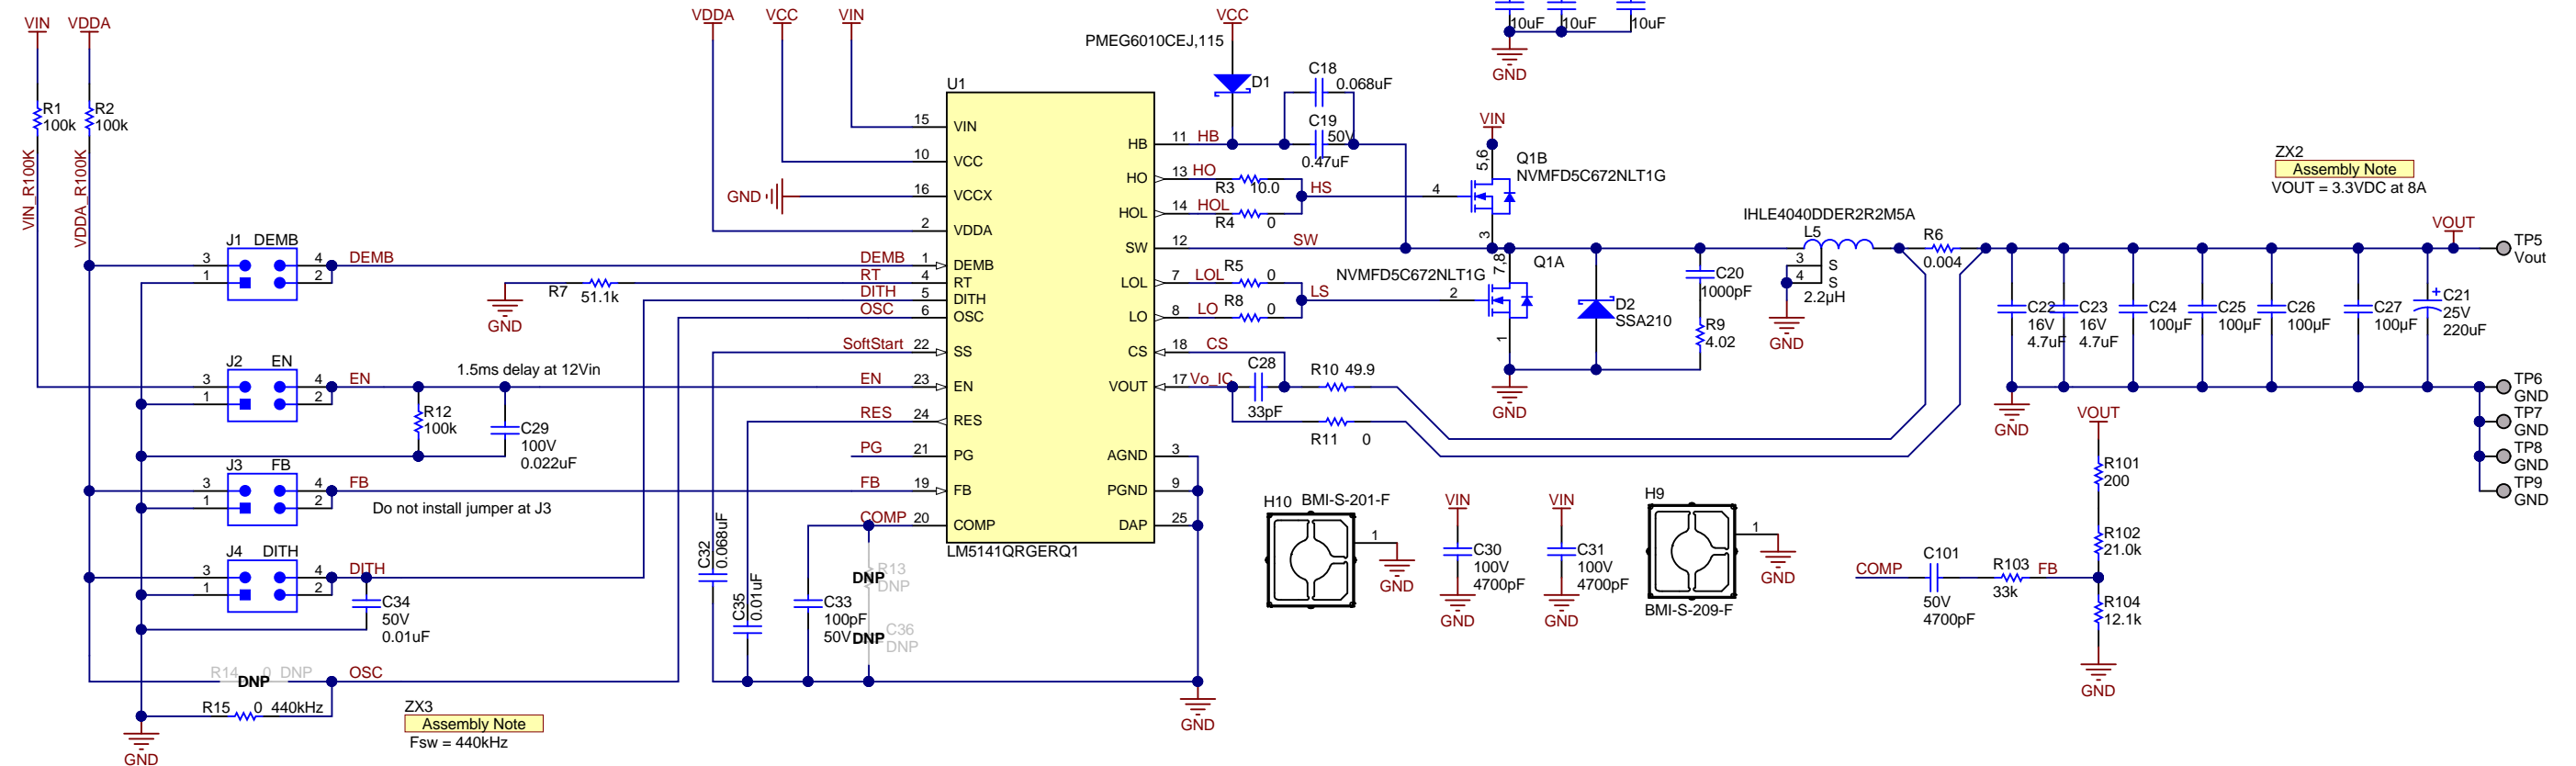 VIN
VDDA
R1
100k
R2
100k
VIN_R100K
VDDA_R100K
J1 DEMB
3
1
4
2
DEMB
J2 EN
3
1
4
2
EN
1.5ms delay at 12Vin
R12
100k
C29
100V
0.022uF
J3 FB
3
1
4
2
FB
Do not install jumper at J3
J4 DITH
3
1
4
2
DITH
C34
50V
0.01uF
R14 0 DNP
DNP
OSC
R15 0 440kHz
GND
ZX3
Assembly Note
Fsw = 440kHz
VDDA
VCC
VIN
GND
R7 51.1k
GND
DEMB
RT
DITH
OSC
SoftStart
EN
RES
PG
FB
COMP
C32
0.068uF
C35
0.01uF
C33
100pF
50V
R13
DNP
DNP
C36
DNP
DNP
U1
15 VIN
10 VCC
16 VCCX
2 VDDA
1 DEMB
4 RT
5 DITH
6 OSC
22 SS
23 EN
24 RES
21 PG
19 FB
20 COMP
HB 11
HO 13
HOL 14
SW 12
LOL 7
LO 8
CS 18
VOUT 17
AGND 3
PGND 9
DAP 25
LM5141QRGERQ1
GND
VCC
PMEG6010CEJ,115
D1
C18
0.068uF
C19
50V
0.47uF
HB
HO
R3 10.0
HOL
R4 0
HS
SW
LOL R5 0
LO R8 0
LS
CS
Vo_IC
C28
33pF
R10 49.9
R11 0
10uF
10uF
10uF
GND
VIN
5,6
Q1B
NVMFD5C672NLT1G
4
3
NVMFD5C672NLT1G
7,8
Q1A
2
1
GND
D2
SSA210
C20
1000pF
R9
4.02
IHLE4040DDER2R2M5A
L5
3 S
4 S
2.2µH
GND
R6
0.004
ZX2
Assembly Note
VOUT = 3.3VDC at 8A
VOUT
TP5
Vout
C22
16V
4.7uF
C23
16V
4.7uF
C24
100µF
C25
100µF
C26
100µF
C27
100µF
+
C21
25V
220uF
GND
TP6
GND
TP7
GND
TP8
GND
TP9
GND
H10 BMI-S-201-F
1
GND
VIN
C30
100V
4700pF
GND
VIN
C31
100V
4700pF
GND
H9
1
GND
BMI-S-209-F
VOUT
R101
200
R102
21.0k
COMP
C101
50V
4700pF
R103
33k
FB
R104
12.1k
GND